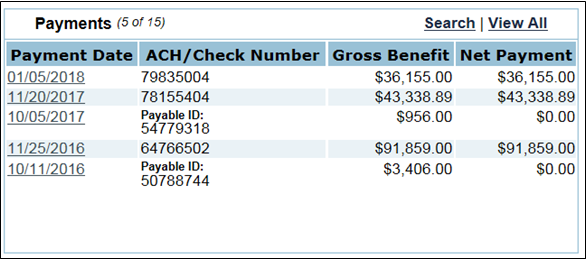 Payments (5 of 15) Search | View All
Payment Date ACH/Check Number Gross Benefit Net Payment
01/05/2018 79835004 $36,155.00 $36,155.00
11/20/2017 78155404 $43,338.89 $43,338.89
10/05/2017 Payable ID: $956.00 $0.00
54779318
11/25/2016 64766502 $91,859.00 $91,859.00
10/11/2016 Payable ID: $3,406.00 $0.00
50788744